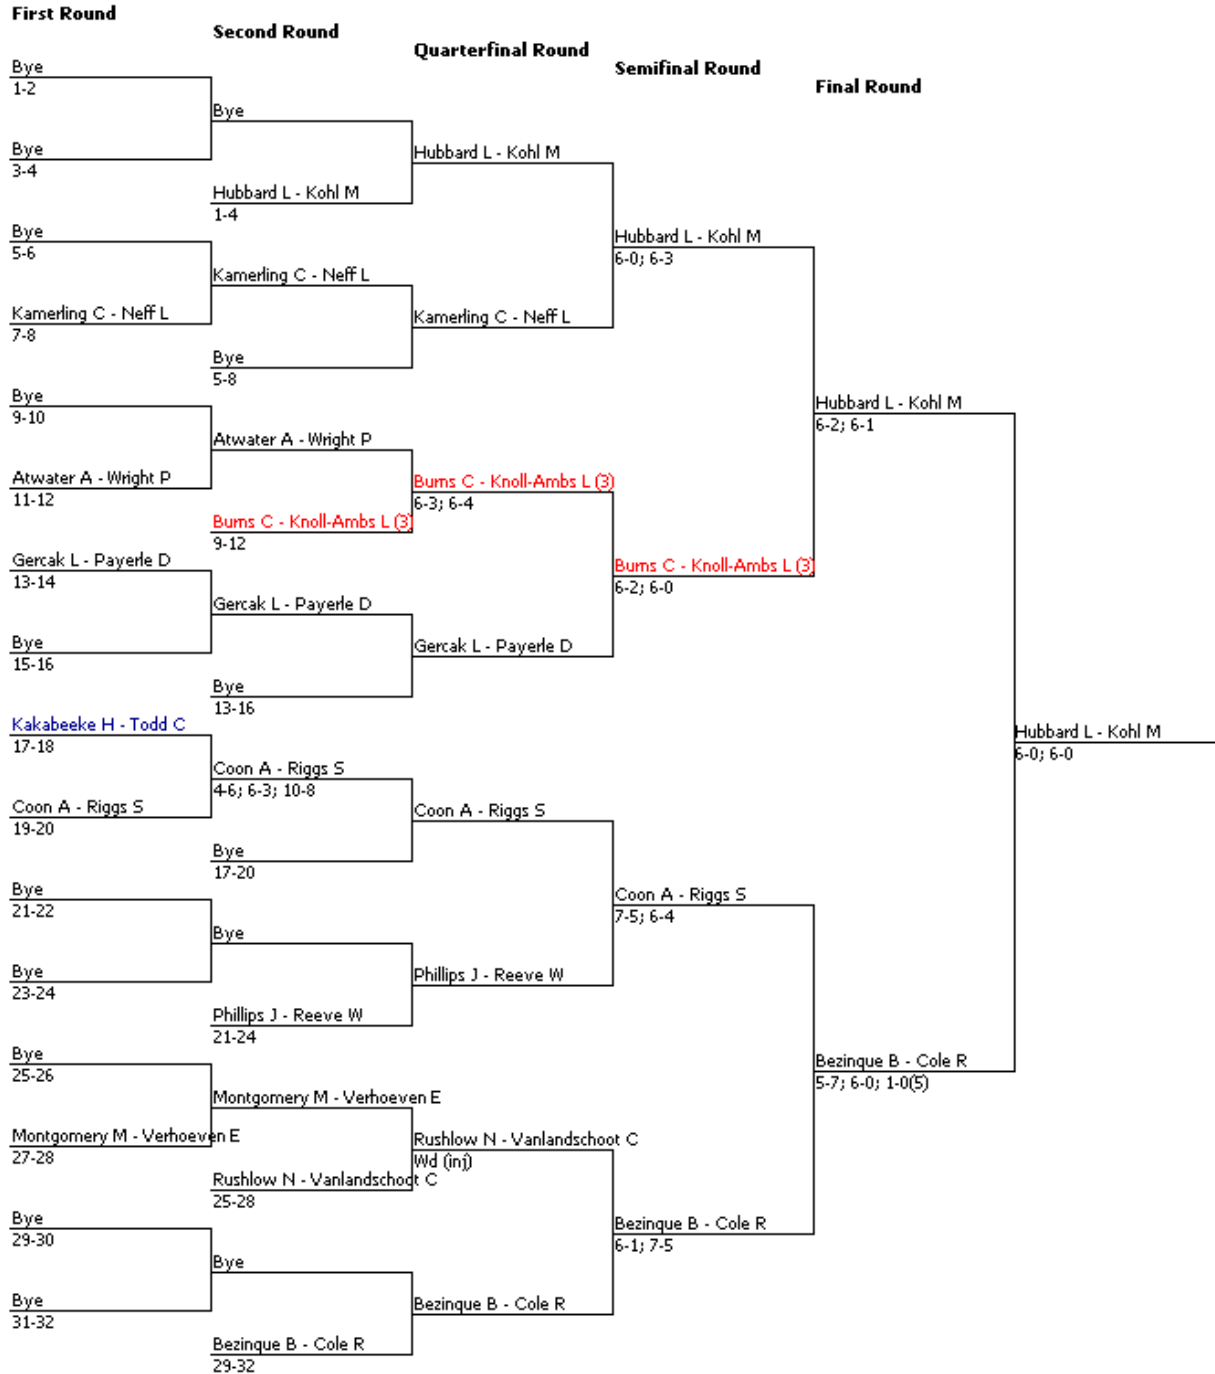 First Round
Second Round
Quarterfinal Round
Semifinal Round
Final Round
Bye
1-2
Bye
3-4
Bye
5-6
Kamerling C - Neff L
7-8
Bye
9-10
Atwater A - Wright P
11-12
Gercak L - Payerle D
13-14
Bye
15-16
Kakabeeke H - Todd C
17-18
Coon A - Riggs S
19-20
Bye
21-22
Bye
23-24
Bye
25-26
Montgomery M - Verhoeven E
27-28
Bye
29-30
Bye
31-32
Bye
Hubbard L - Kohl M
1-4
Kamerling C - Neff L
Bye
5-8
Atwater A - Wright P
Burns C - Knoll-Ambs L (3)
9-12
Gercak L - Payerle D
Bye
13-16
Coon A - Riggs S
4-6; 6-3; 10-8
Bye
17-20
Bye
Phillips J - Reeve W
21-24
Montgomery M - Verhoeven E
Rushlow N - Vanlandschoot C
25-28
Bye
Bezinque B - Cole R
29-32
Hubbard L - Kohl M
Kamerling C - Neff L
Burns C - Knoll-Ambs L (3)
6-3; 6-4
Gercak L - Payerle D
Coon A - Riggs S
Phillips J - Reeve W
Rushlow N - Vanlandschoot C
Wd (inj)
Bezinque B - Cole R
Hubbard L - Kohl M
6-0; 6-3
Burns C - Knoll-Ambs L (3)
6-2; 6-0
Coon A - Riggs S
7-5; 6-4
Bezinque B - Cole R
6-1; 7-5
Hubbard L - Kohl M
6-2; 6-1
Bezinque B - Cole R
5-7; 6-0; 1-0(5)
Hubbard L - Kohl M
6-0; 6-0